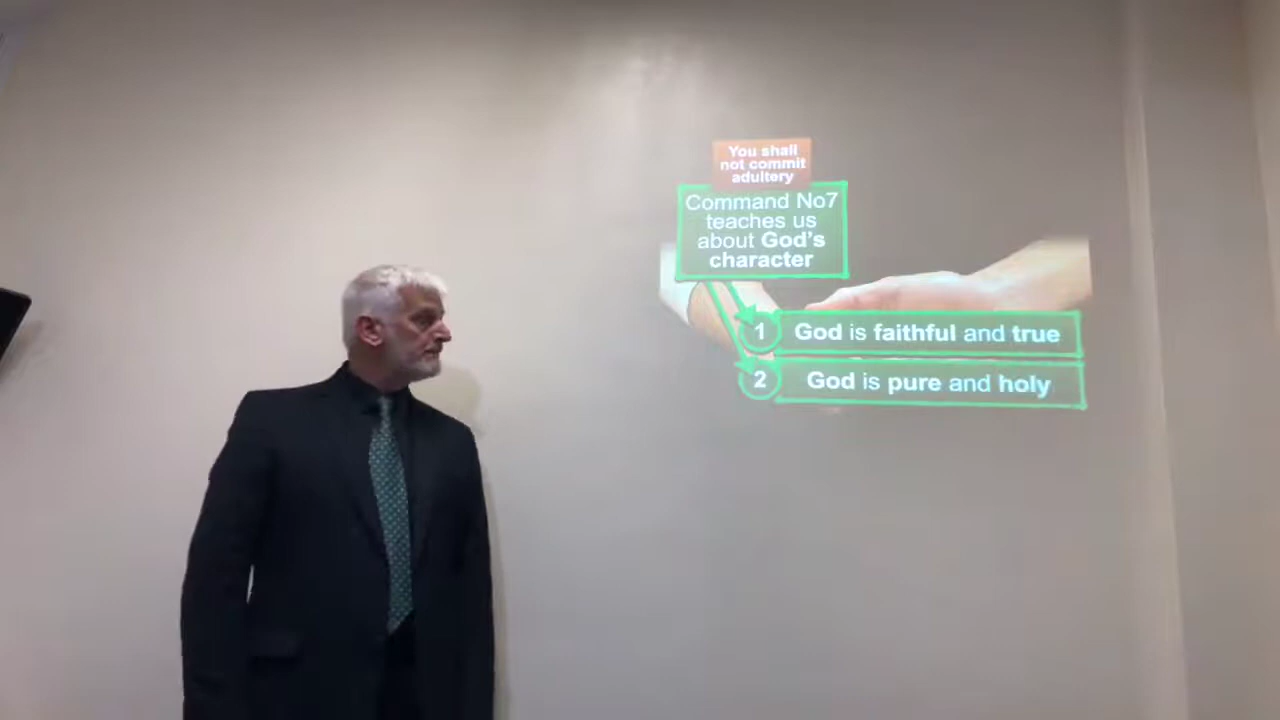 You shall
not commit
adultery
Command No7
teaches us
about God's
character
1 God is faithful and true
2 God is pure and holy